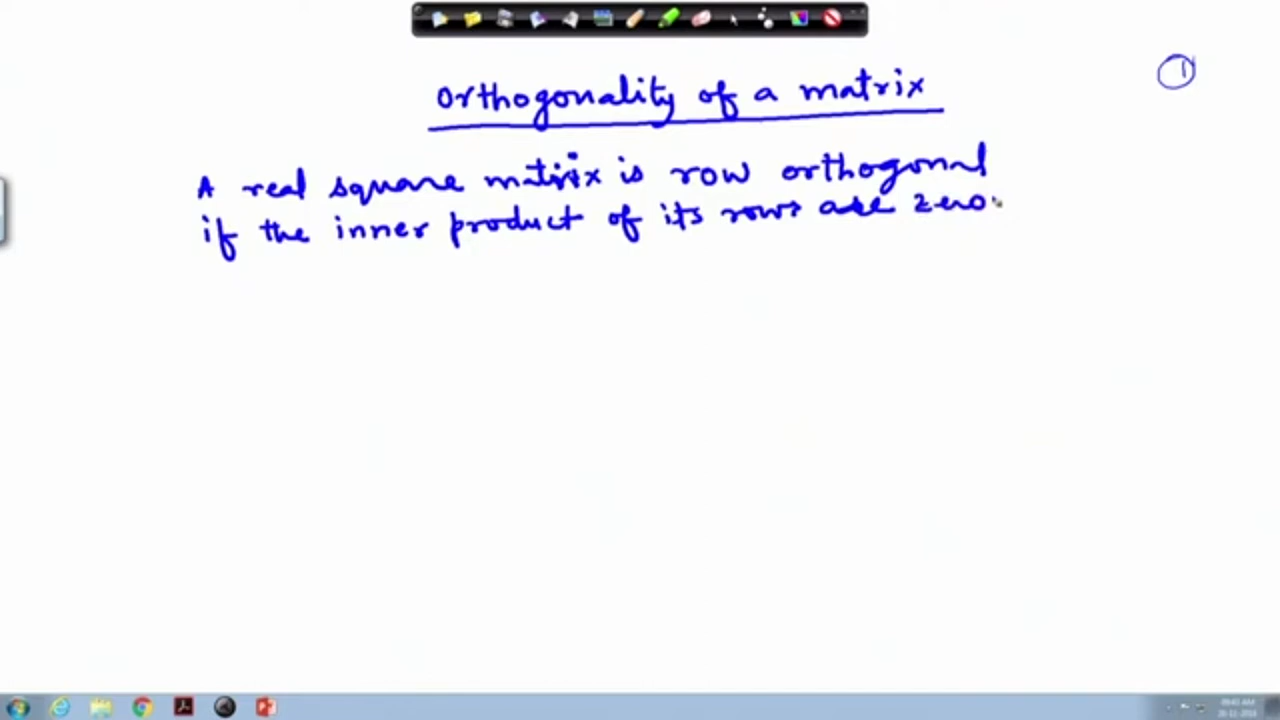 Orthogonality of a matrix
1
A real square matrix is row orthogonal
if the inner product of its rows are zero.